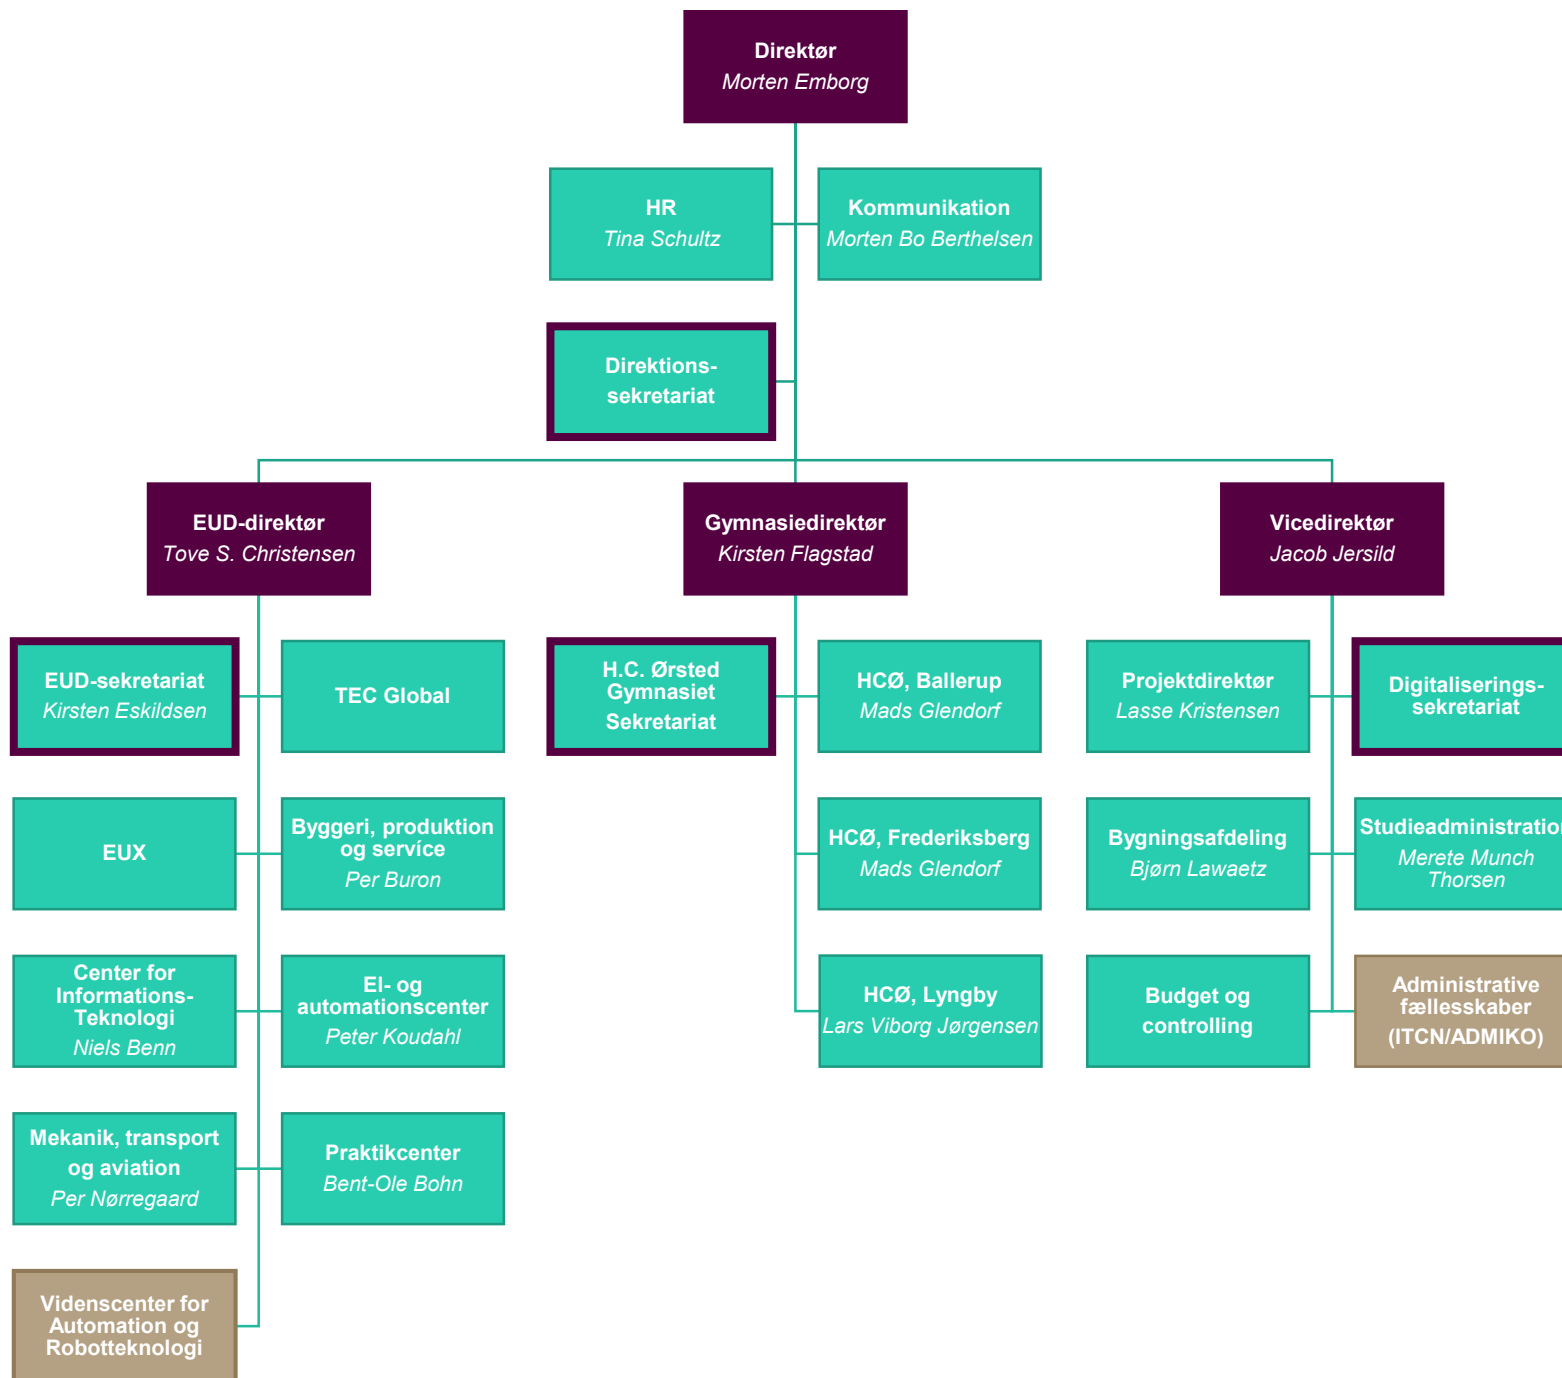 Direktør
Morten Emborg
HR
Tina Schultz
Kommunikation
Morten Bo Berthelsen
Direktions-
sekretariat
EUD-direktør
Tove S. Christensen
Gymnasiedirektør
Kirsten Flagstad
Vicedirektør
Jacob Jersild
EUD-sekretariat
Kirsten Eskildsen
TEC Global
H.C. Ørsted
Gymnasiet
Sekretariat
HCØ, Ballerup
Mads Glendorf
Projektdirektør
Lasse Kristensen
Digitaliserings-
sekretariat
EUX
Byggeri, produktion
og service
Per Buron
HCØ, Frederiksberg
Mads Glendorf
Bygningsafdeling
Bjørn Lawaetz
Studieadministration
Merete Munch
Thorsen
Center for
Informations-
Teknologi
Niels Benn
El- og
automationscenter
Peter Koudahl
HCØ, Lyngby
Lars Viborg Jørgensen
Budget og
controlling
Administrative
fællesskaber
(ITCN/ADMIKO)
Mekanik, transport
og aviation
Per Nørregaard
Praktikcenter
Bent-Ole Bohn
Videnscenter for
Automation og
Robotteknologi